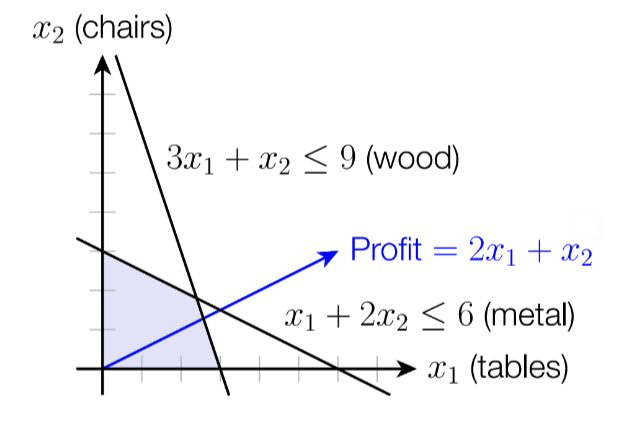 x₂ (chairs)
3x₁ + x₂ ≤ 9 (wood)
Profit = 2x₁ + x₂
x₁ + 2x₂ ≤ 6 (metal)
x₁ (tables)